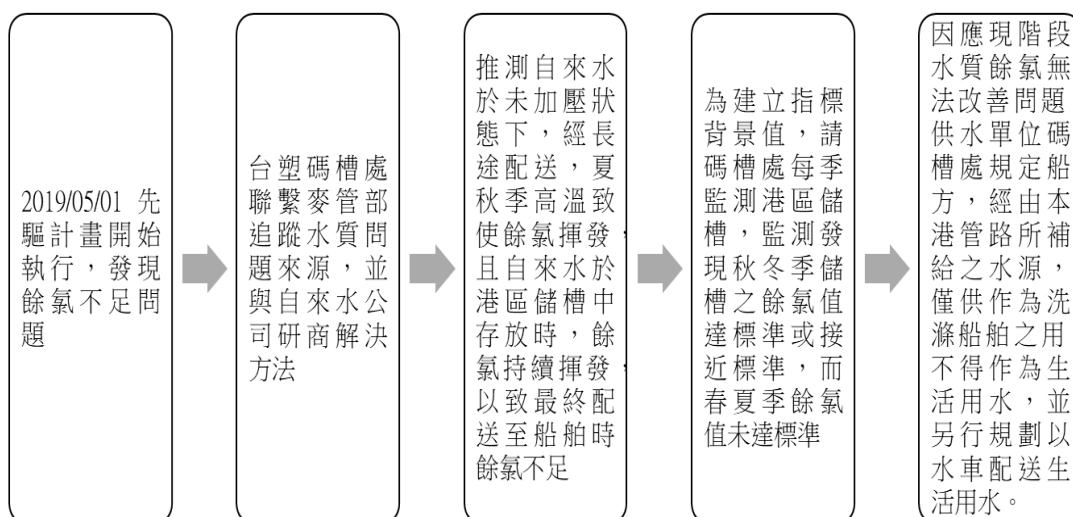 2019/05/01 先
驅計畫開始
執行，發現
餘氯不足問
題
台塑碼槽處
聯繫麥管部
追蹤水質問
題來源，並
與自來水公
司研商解決
方法
推測自來水
於未加壓狀
態下，經長
途配送，夏
秋季高溫致
使餘氯揮發，
且自來水於
港區儲槽中
存放時，餘
氯持續揮發，
以致最終配
送至船舶時
餘氯不足
為建立指標
背景值，請
碼槽處每季
監測港區儲
槽，監測發
現秋冬季儲
槽之餘氯值
達標準或接
近標準，而
春夏季餘氯
值未達標準
因應現階段
水質餘氯無
法改善問題
供水單位碼
槽處規定船
方，經由本
港管路所補
給之水源，
僅供作為洗
滌船舶之用
不得作為生
活用水，並
另行規劃以
水車配送生
活用水。